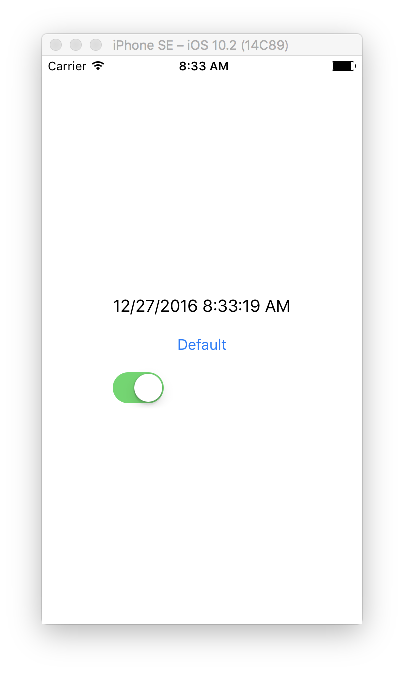 iPhone SE – iOS 10.2 (14C89)
Carrier 8:33 AM
12/27/2016 8:33:19 AM
Default